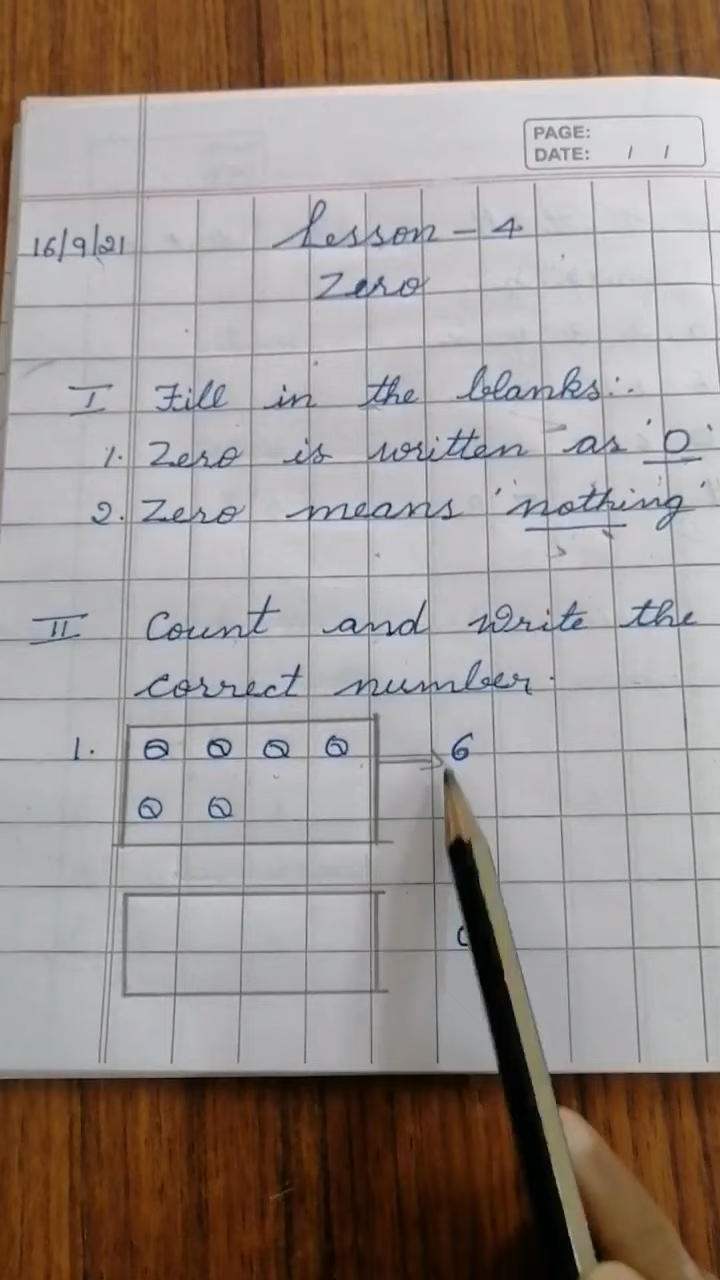 PAGE:
DATE: / /
16/9/21 Lesson - 4
Zero
I Fill in the blanks:.
1. Zero is written as '0'
2. Zero means 'nothing'
II Count and write the
correct number.
1. 6